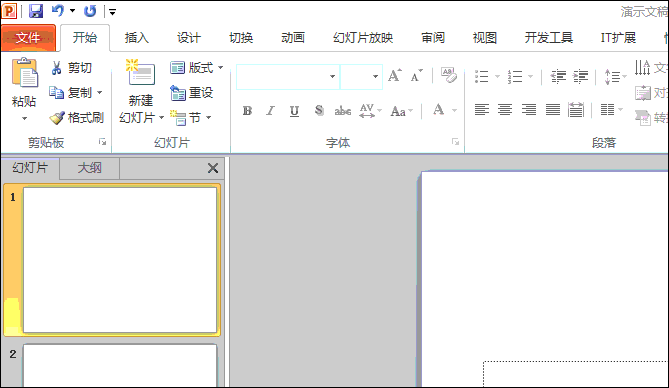 演示文稿
文件 开始 插入 设计 切换 动画 幻灯片放映 审阅 视图 开发工具 IT扩展
剪切 版式 文
粘贴 复制 新建 重设 对
格式刷 幻灯片 节 B I U S abc AV Aa A 转
剪贴板 幻灯片 字体 段落
幻灯片 大纲
1
2